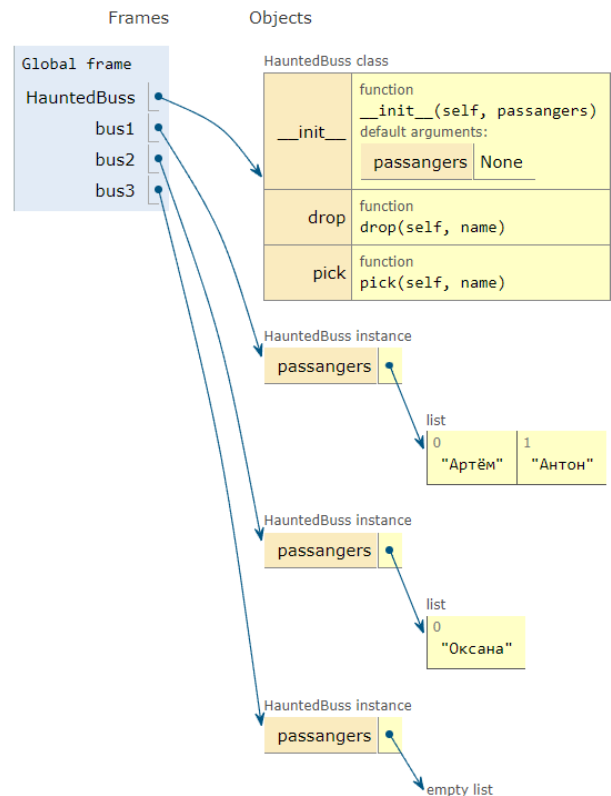 Frames Objects
Global frame
HauntedBuss
bus1
bus2
bus3
HauntedBuss class
__init__
function
__init__(self, passangers)
default arguments:
passangers None
drop
function
drop(self, name)
pick
function
pick(self, name)
HauntedBuss instance
passangers
list
0 1
"Артём" "Антон"
HauntedBuss instance
passangers
list
0
"Оксана"
HauntedBuss instance
passangers
empty list